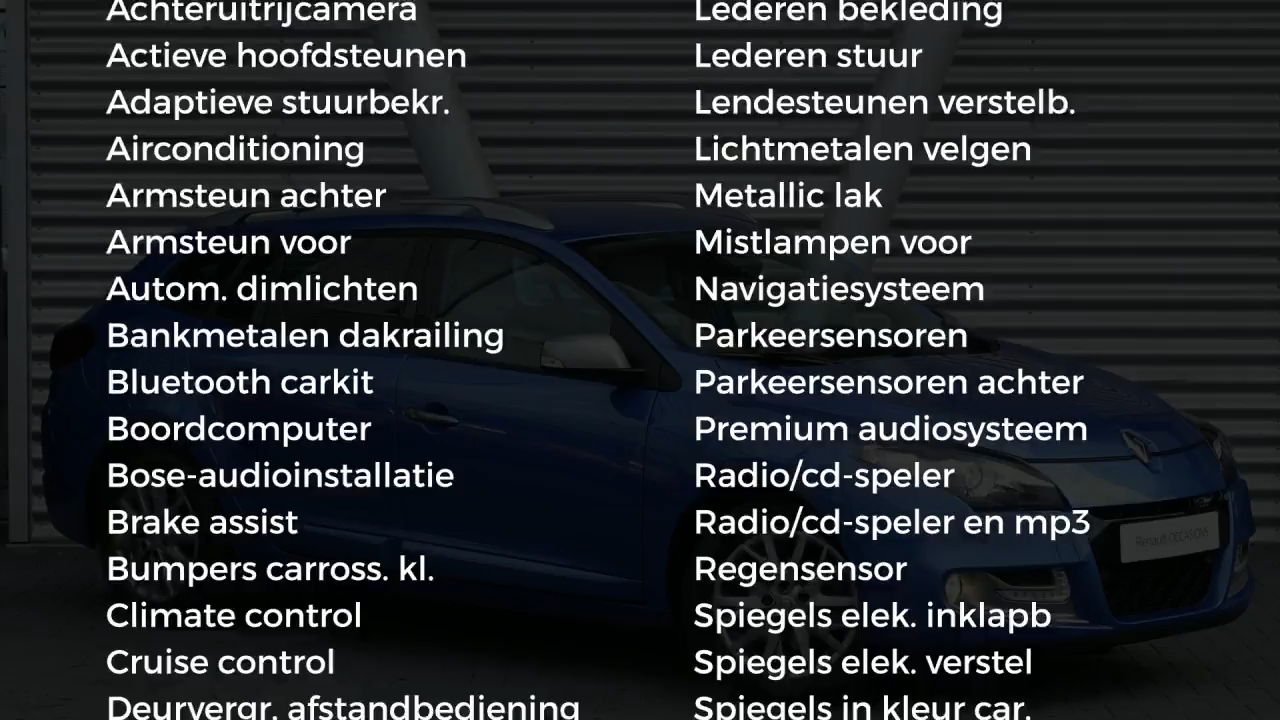 Achteruitrijcamera
Actieve hoofdsteunen
Adaptieve stuurbekr.
Airconditioning
Armsteun achter
Armsteun voor
Autom. dimlichten
Bankmetalen dakrailing
Bluetooth carkit
Boordcomputer
Bose-audioinstallatie
Brake assist
Bumpers carross. kl.
Climate control
Cruise control
Deurvergr. afstandbediening
Lederen bekleding
Lederen stuur
Lendesteunen verstelb.
Lichtmetalen velgen
Metallic lak
Mistlampen voor
Navigatiesysteem
Parkeersensoren
Parkeersensoren achter
Premium audiosysteem
Radio/cd-speler
Radio/cd-speler en mp3
Regensensor
Spiegels elek. inklapb
Spiegels elek. verstel
Spiegels in kleur car.
Renault OCCASIONS